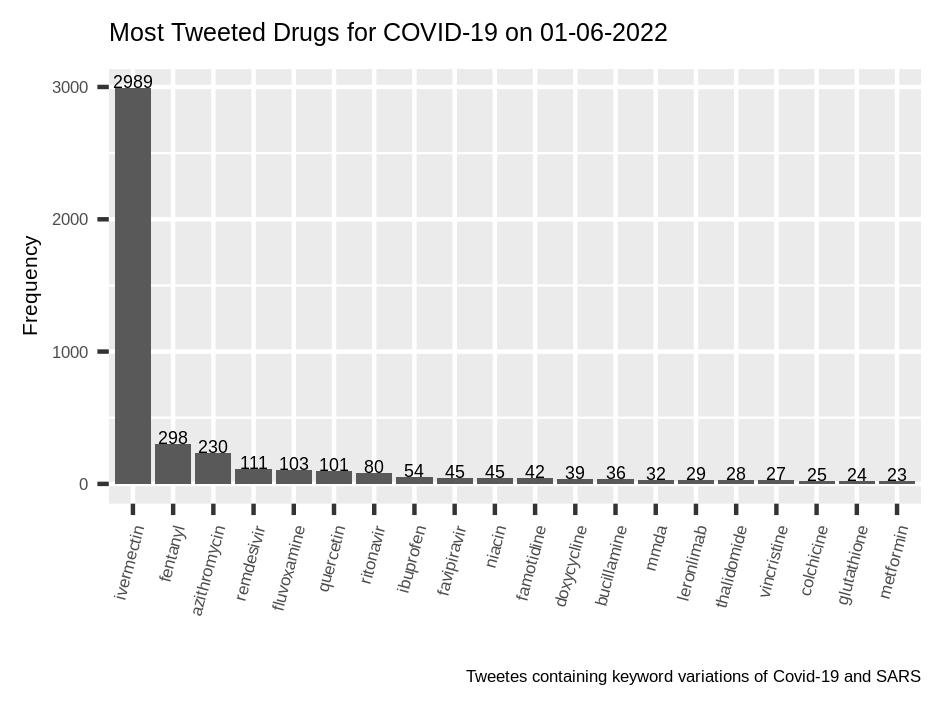 Most Tweeted Drugs for COVID-19 on 01-06-2022
Frequency
3000
2000
1000
0
2989
298
230
111
103
101
80
54
45
45
42
39
36
32
29
28
27
25
24
23
ivermectin
fentanyl
azithromycin
remdesivir
fluvoxamine
quercetin
ritonavir
ibuprofen
favipiravir
niacin
famotidine
doxycycline
bucillamine
mmda
leronlimab
thalidomide
vincristine
colchicine
glutathione
metformin
Tweetes containing keyword variations of Covid-19 and SARS